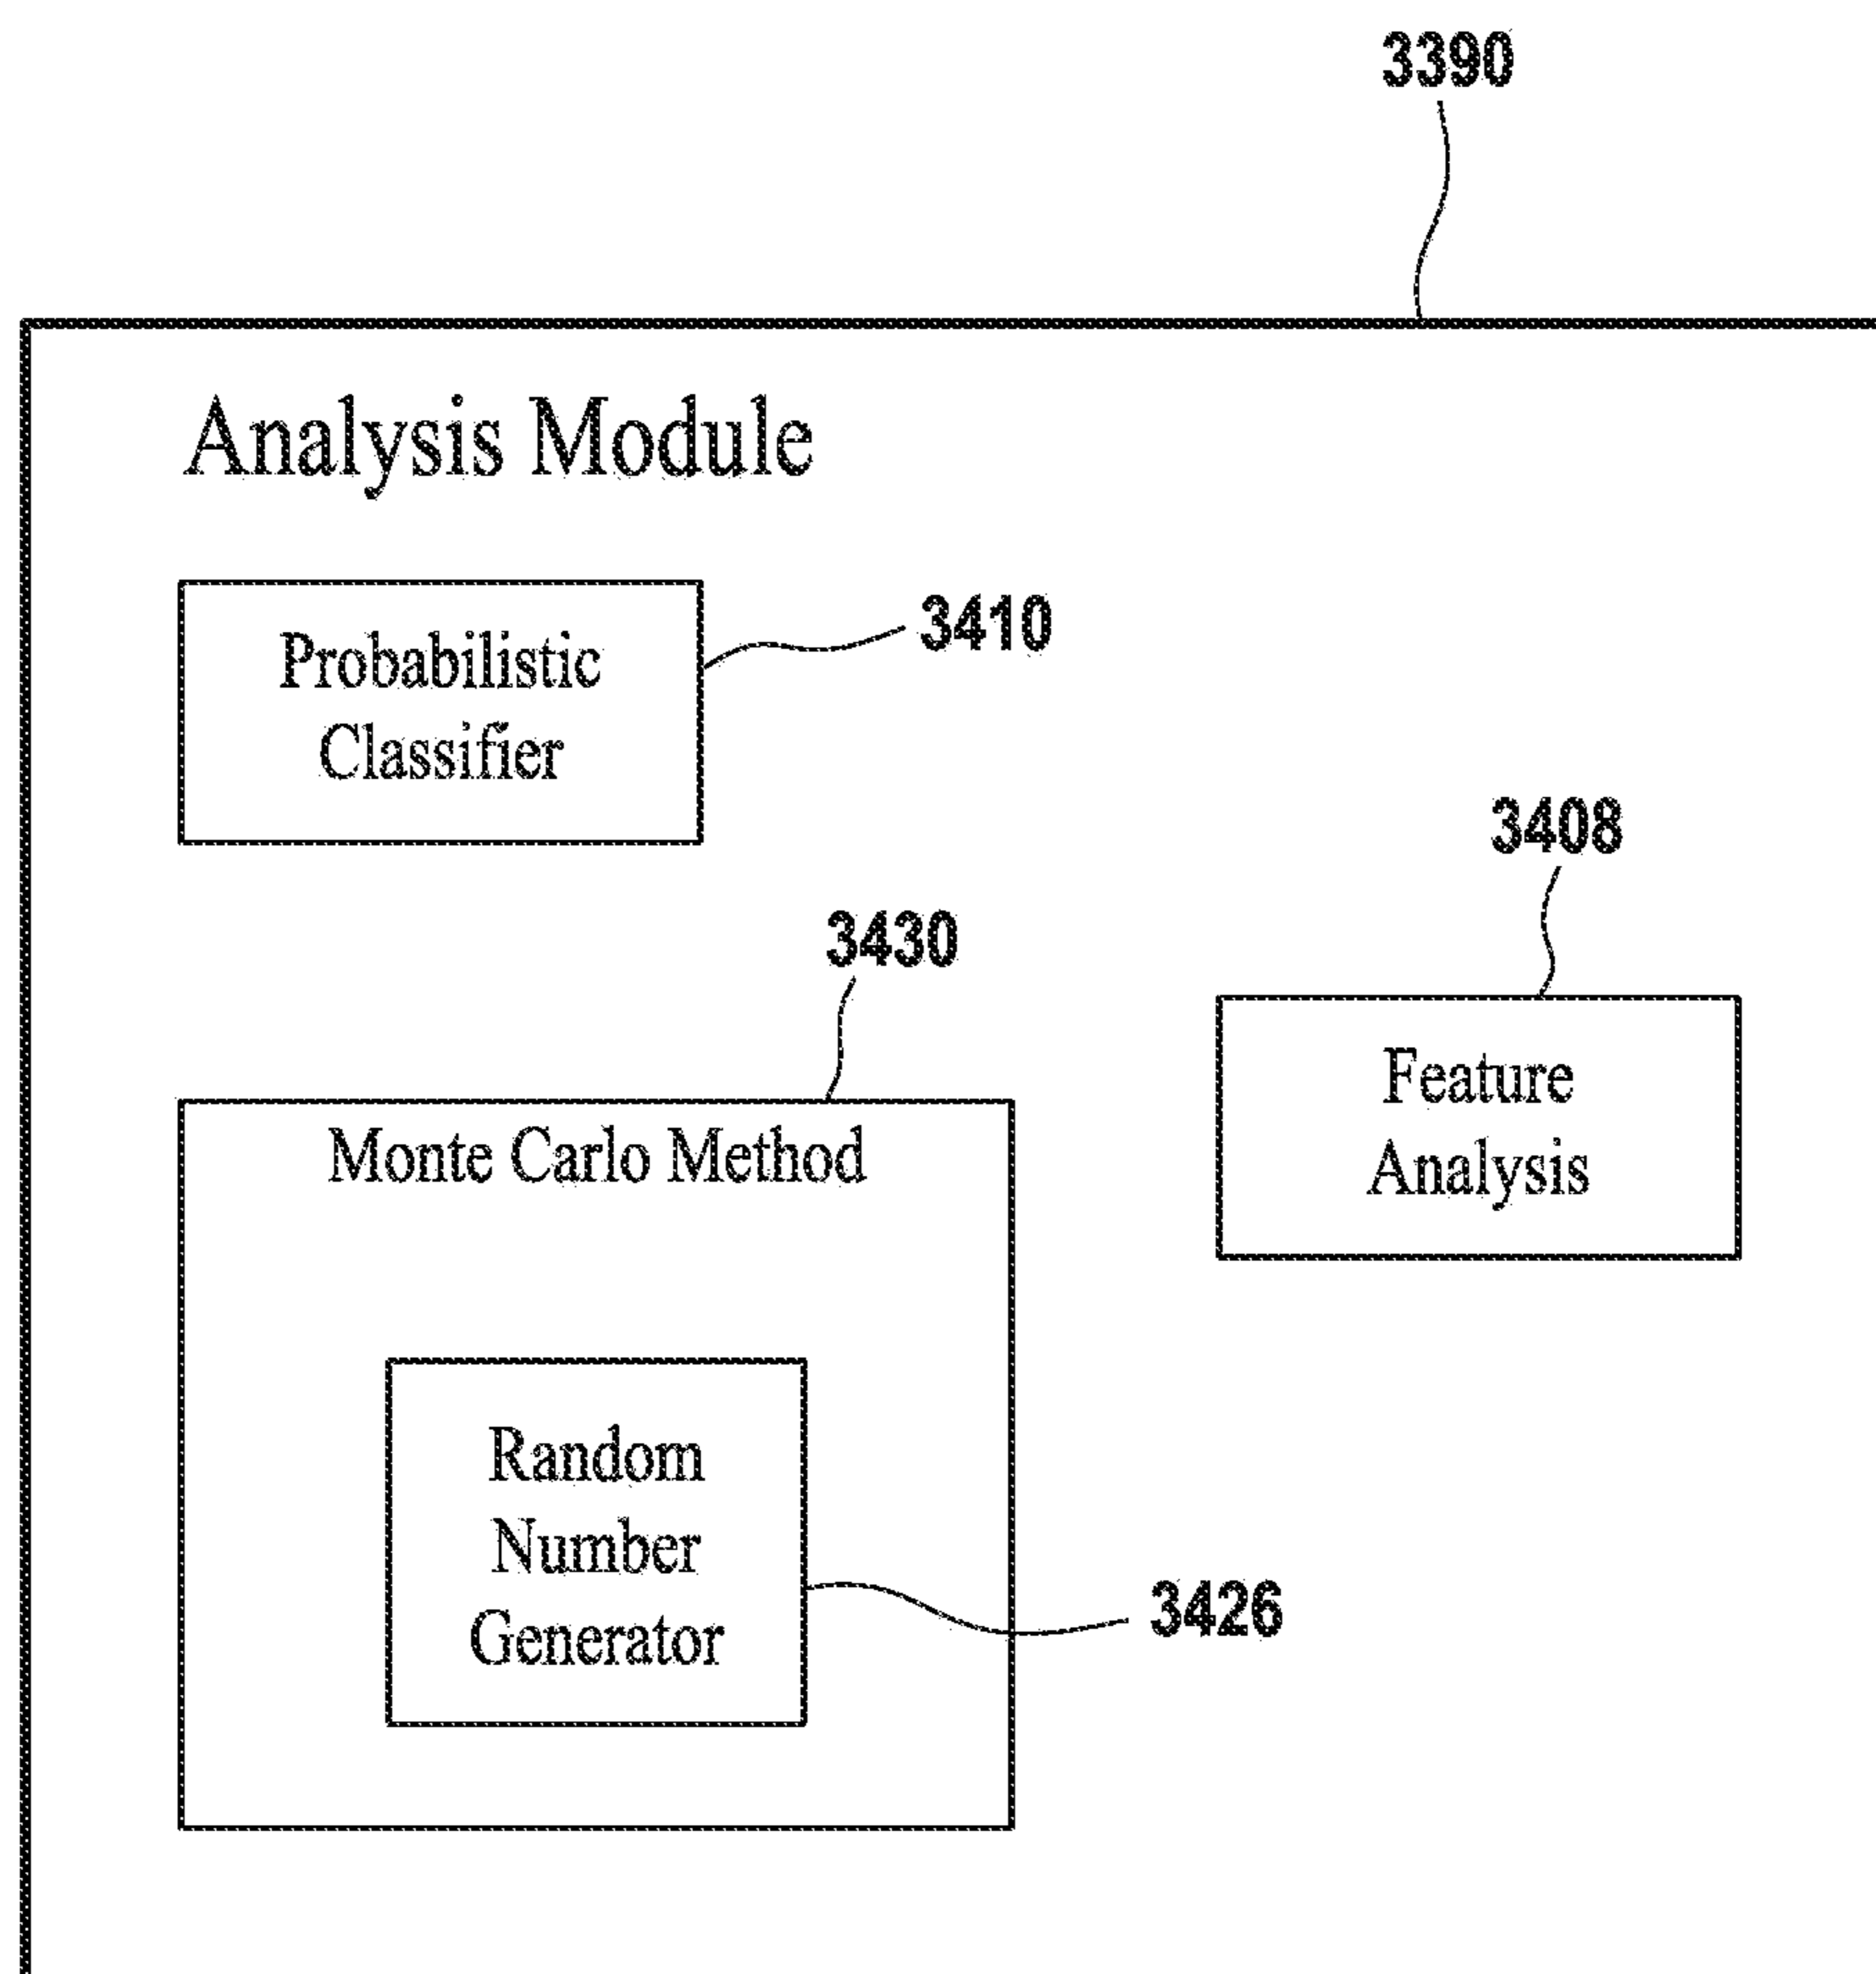 3390
Analysis Module
Probabilistic
Classifier
3410
3408
3430
Feature
Analysis
Monte Carlo Method
Random
Number
Generator
3426